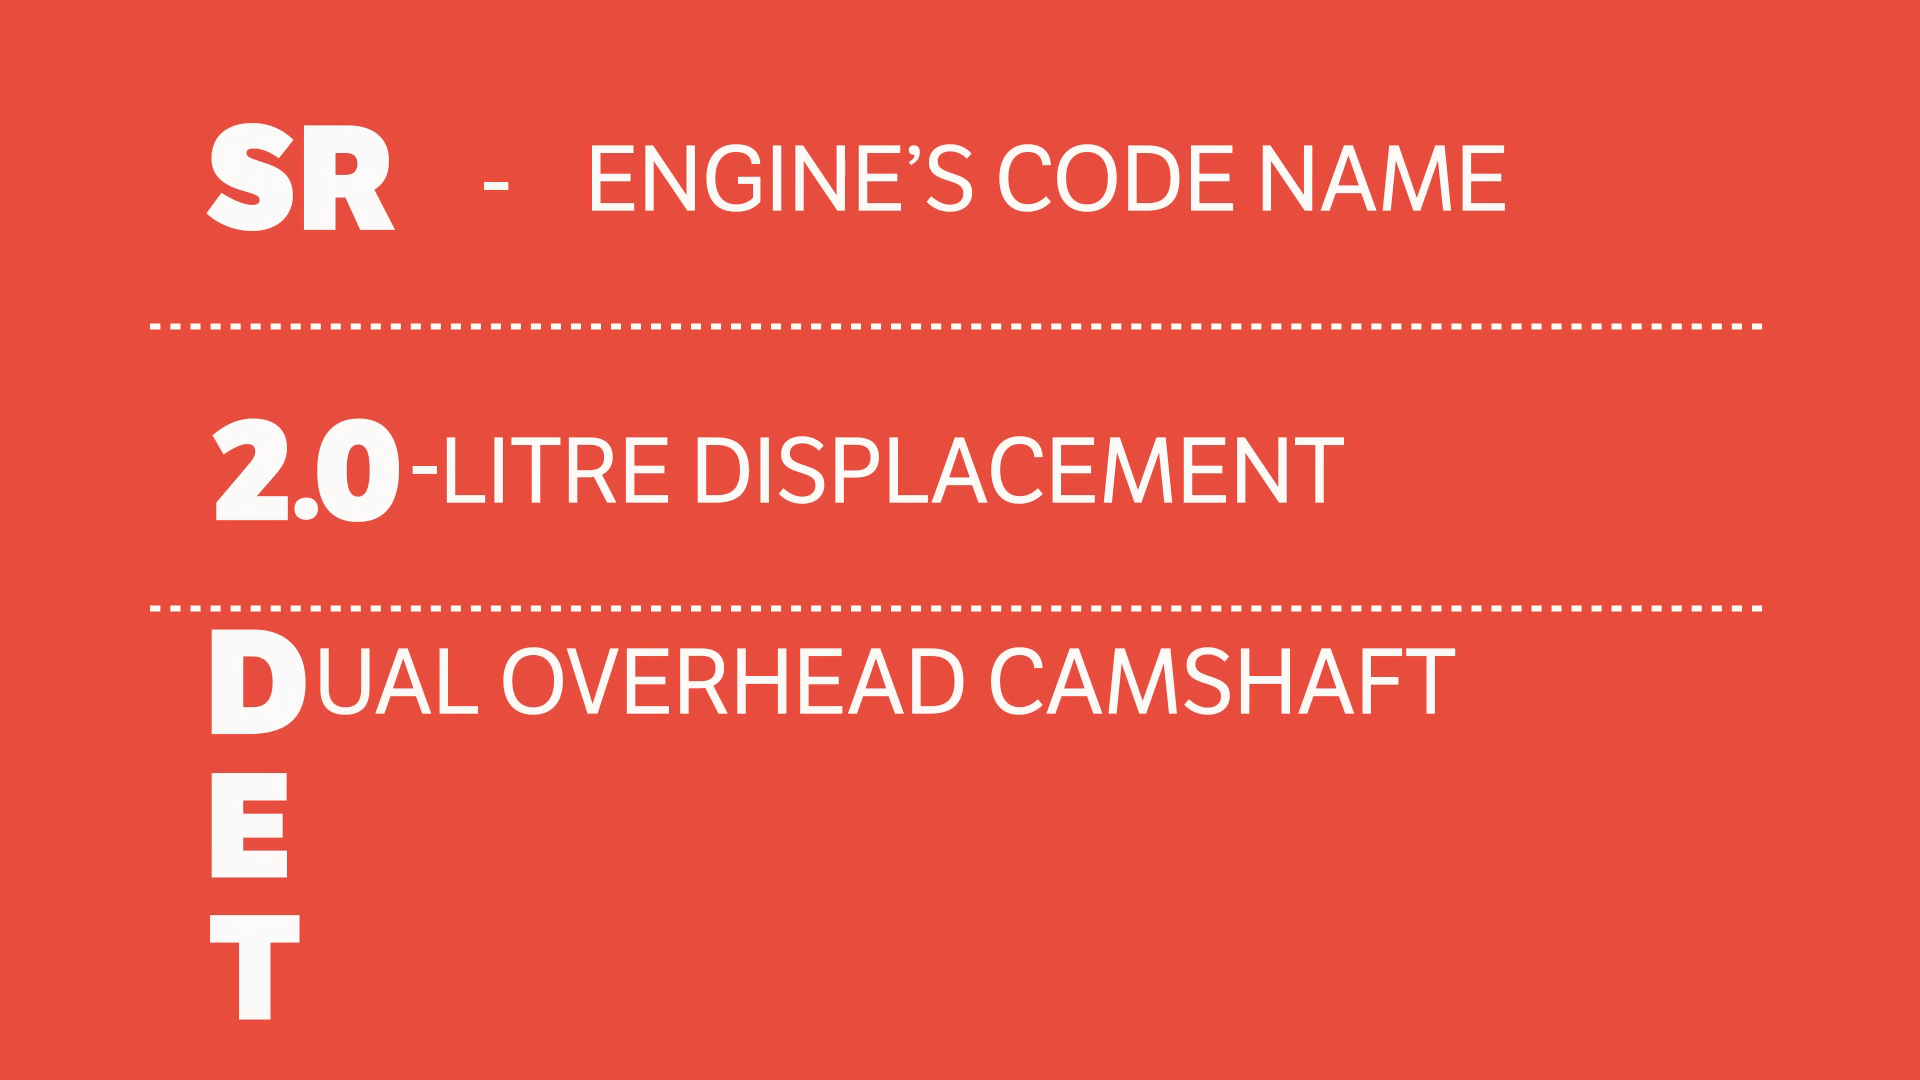 SR - ENGINE’S CODE NAME
2.0-LITRE DISPLACEMENT
DUAL OVERHEAD CAMSHAFT
E
T